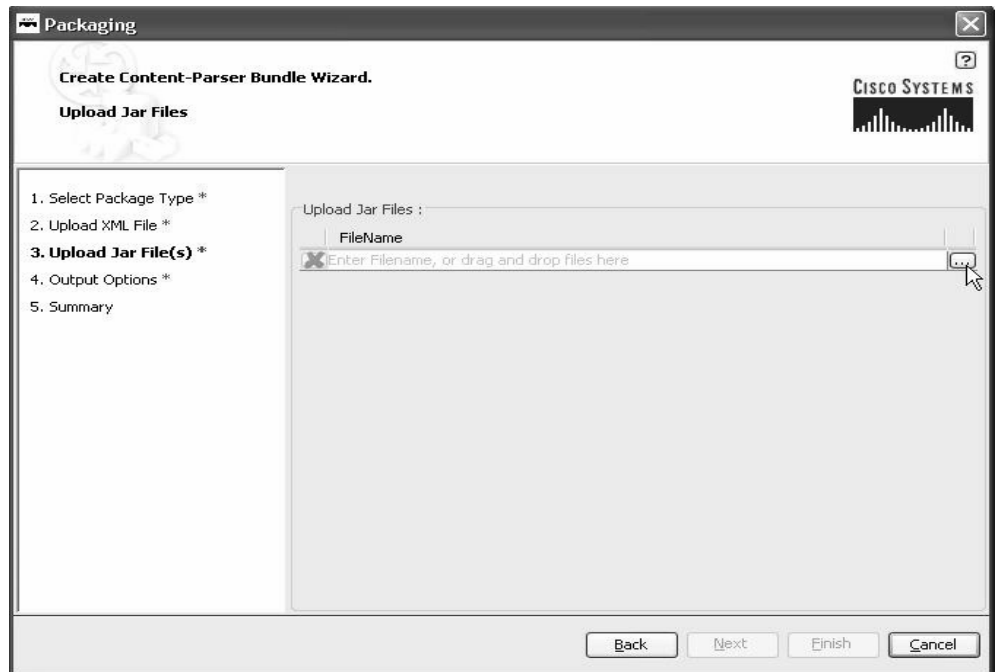 Packaging
?
Create Content-Parser Bundle Wizard.
Upload Jar Files
CISCO SYSTEMS
1. Select Package Type *
2. Upload XML File *
3. Upload Jar File(s) *
4. Output Options *
5. Summary
Upload Jar Files :
FileName
Enter Filename, or drag and drop files here
...
Back
Next
Finish
Cancel